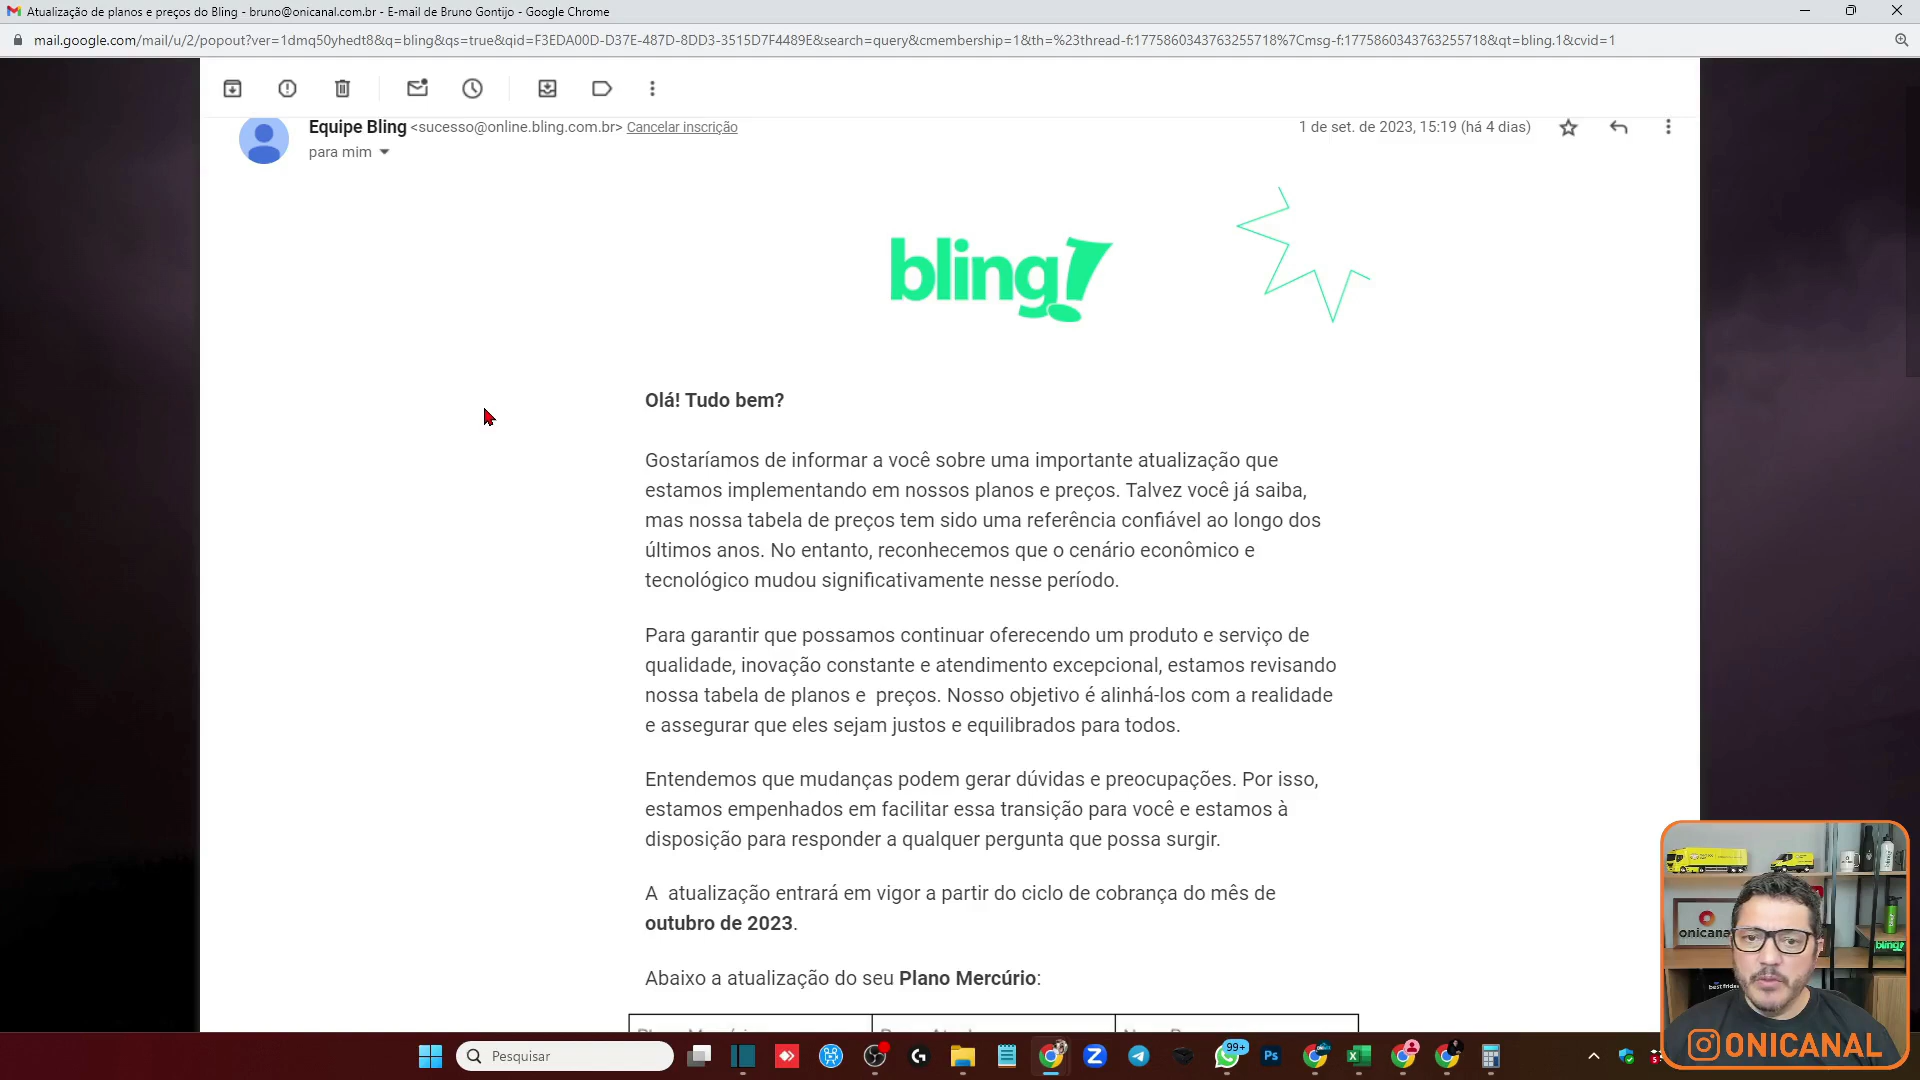 Atualização de planos e preços do Bling - bruno@onicanal.com.br - E-mail de Bruno Gontijo - Google Chrome
mail.google.com/mail/u/2/popout?ver=1dmq50yhedt8&q=bling&qs=true&qid=F3EDA00D-D37E-487D-8DD3-3515D7F4489E&search=query&cmembership=1&th=%23thread-f:1775860343763255718%7Cmsg-f:1775860343763255718&qt=bling.1&cvid=1
Equipe Bling <sucesso@online.bling.com.br> Cancelar inscrição
1 de set. de 2023, 15:19 (há 4 dias)
para mim
bling!
Olá! Tudo bem?
Gostaríamos de informar a você sobre uma importante atualização que
estamos implementando em nossos planos e preços. Talvez você já saiba,
mas nossa tabela de preços tem sido uma referência confiável ao longo dos
últimos anos. No entanto, reconhecemos que o cenário econômico e
tecnológico mudou significativamente nesse período.
Para garantir que possamos continuar oferecendo um produto e serviço de
qualidade, inovação constante e atendimento excepcional, estamos revisando
nossa tabela de planos e  preços. Nosso objetivo é alinhá-los com a realidade
e assegurar que eles sejam justos e equilibrados para todos.
Entendemos que mudanças podem gerar dúvidas e preocupações. Por isso,
estamos empenhados em facilitar essa transição para você e estamos à
disposição para responder a qualquer pergunta que possa surgir.
A  atualização entrará em vigor a partir do ciclo de cobrança do mês de
outubro de 2023.
Abaixo a atualização do seu Plano Mercúrio:
onicanal
bling!
ONICANAL
Pesquisar
99+
Ps